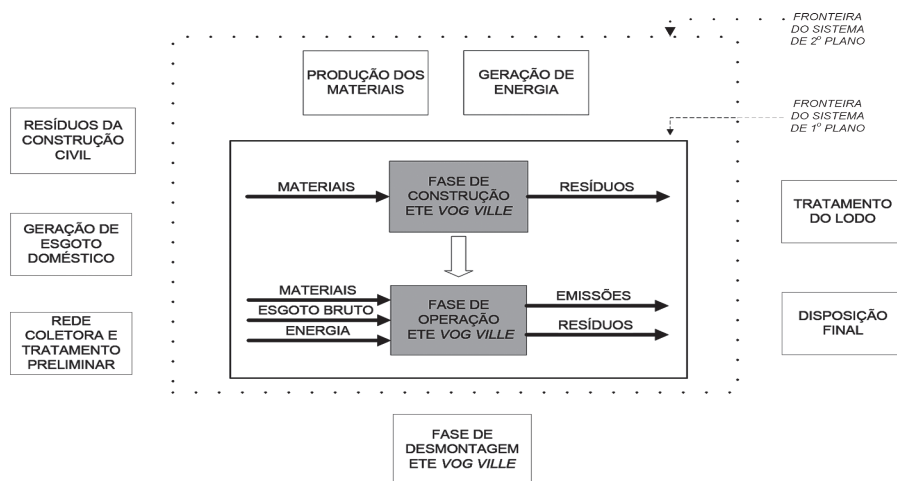 FRONTEIRA
DO SISTEMA
DE 2º PLANO
PRODUÇÃO DOS
MATERIAIS
GERAÇÃO DE
ENERGIA
FRONTEIRA
DO SISTEMA
DE 1º PLANO
RESÍDUOS DA
CONSTRUÇÃO
CIVIL
MATERIAIS
FASE DE
CONSTRUÇÃO
ETE VOG VILLE
RESÍDUOS
TRATAMENTO
DO LODO
GERAÇÃO DE
ESGOTO
DOMÉSTICO
MATERIAIS
ESGOTO BRUTO
ENERGIA
FASE DE
OPERAÇÃO
ETE VOG VILLE
EMISSÕES
RESÍDUOS
DISPOSIÇÃO
FINAL
REDE
COLETORA E
TRATAMENTO
PRELIMINAR
FASE DE
DESMONTAGEM
ETE VOG VILLE